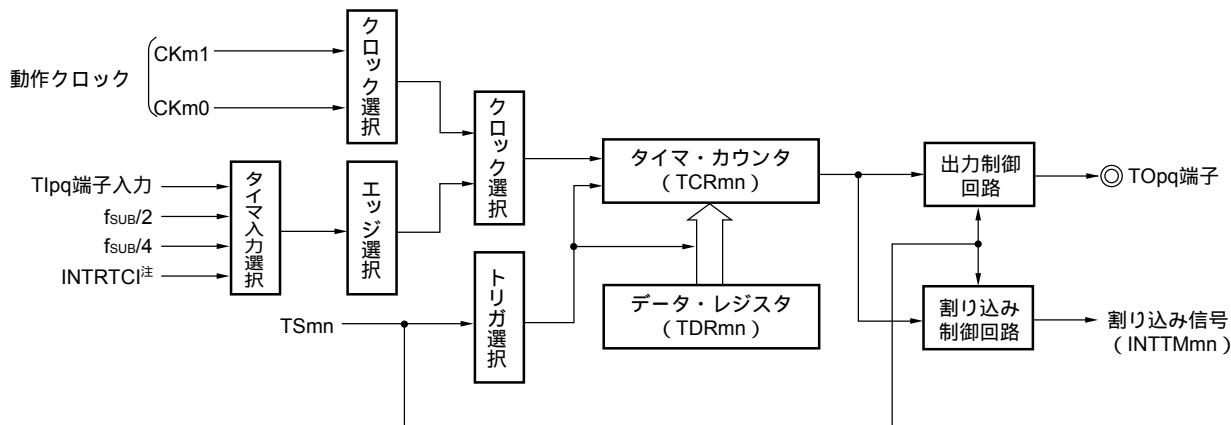 動作クロック
CKm1
CKm0
クロック選択
クロック選択
TIpq端子入力
fSUB/2
fSUB/4
INTRTCI注
タイマ入力選択
エッジ選択
TSmn
トリガ選択
タイマ・カウンタ
（TCRmn）
データ・レジスタ
（TDRmn）
出力制御
回路
TOpq端子
割り込み
制御回路
割り込み信号
（INTTMmn）